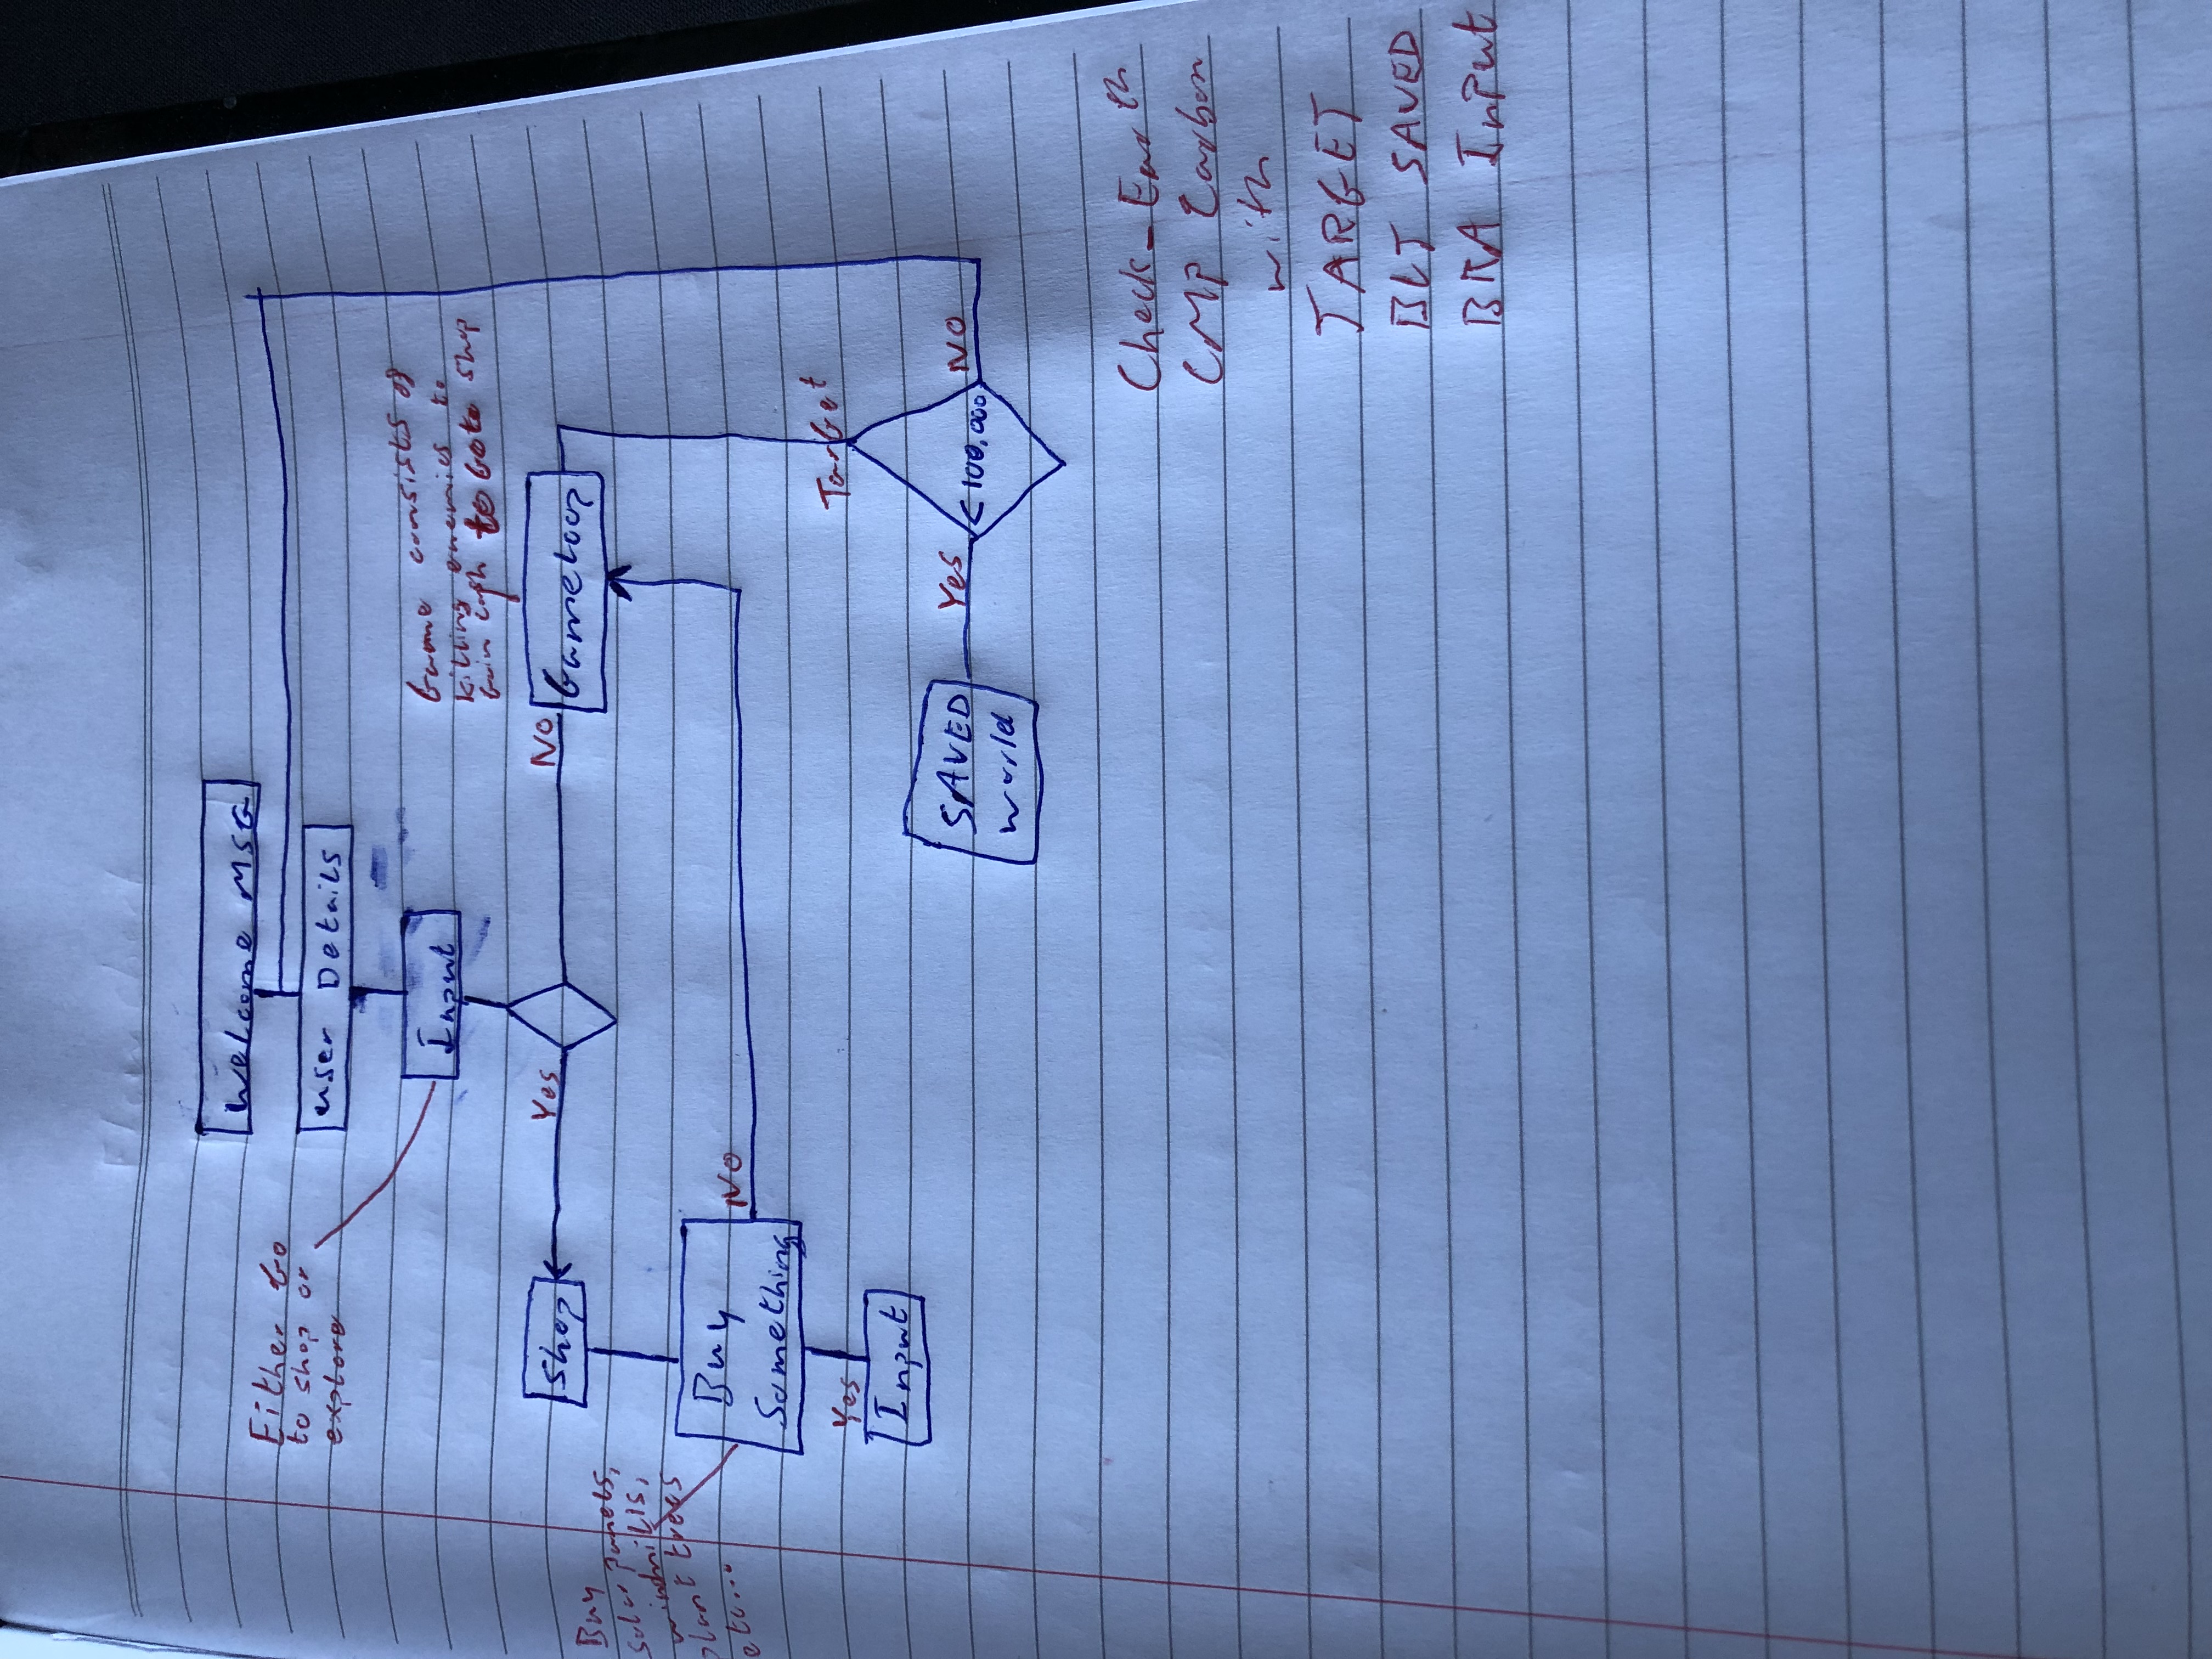 Welcome MSG
Either Go
to shop or
explore
user Details
Input
Game consists of
killing enemies to
Gain cash to Goto shop
Shop
Yes
No
Gameloop
Buy
Solar panels,
windmills,
plant trees
etc...
Buy
Something
No
Yes
Input
Target
SAVED
world
Yes
<100,000
NO
Check_Earth
CMP Carbon
with
TARGET
BLT SAVED
BRA Input